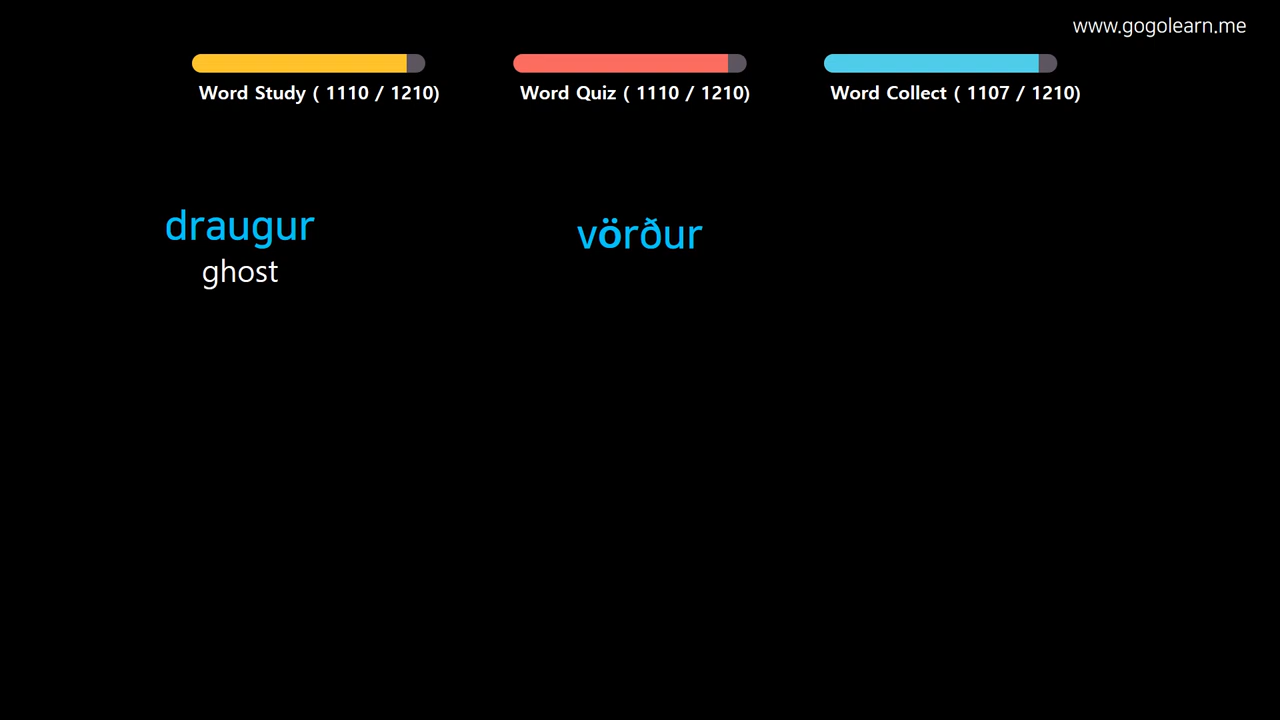 www.gogolearn.me
Word Study ( 1110 / 1210)
Word Quiz ( 1110 / 1210)
Word Collect ( 1107 / 1210)
draugur
ghost
vörður